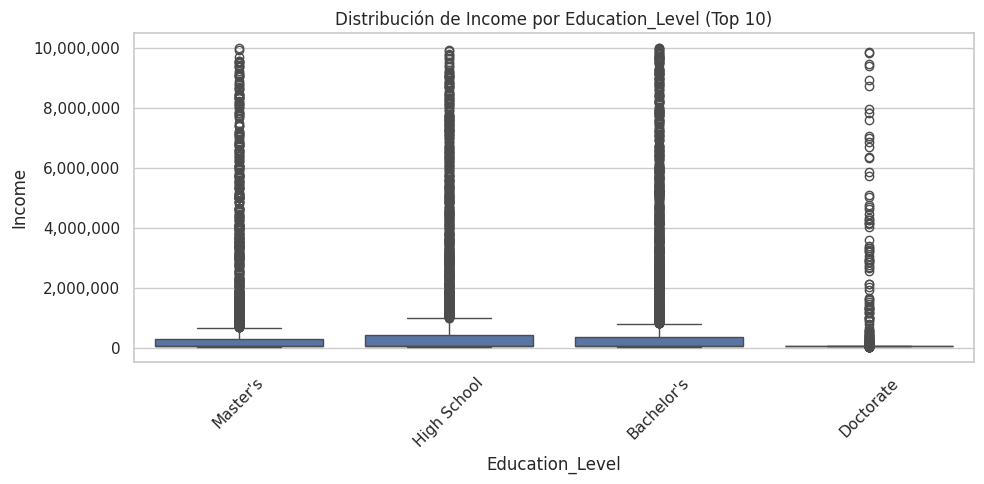 Distribución de Income por Education_Level (Top 10)
10,000,000
8,000,000
6,000,000
4,000,000
2,000,000
0
Income
Master's
High School
Bachelor's
Doctorate
Education_Level